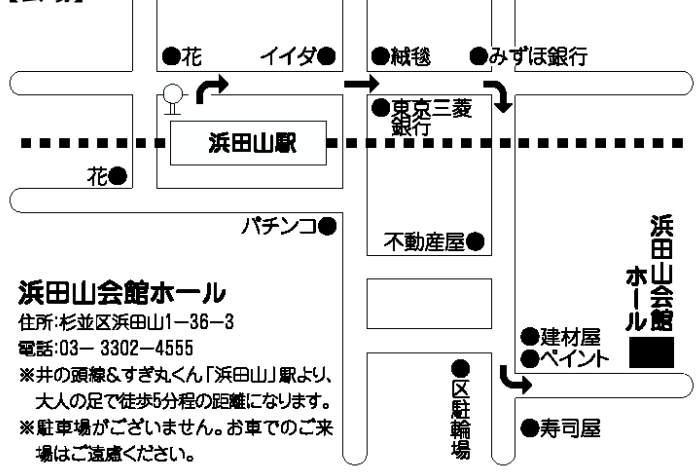 ●花
イイダ●
●絨毯
●みずほ銀行
●東京三菱
銀行
浜田山駅
花●
パチンコ●
不動産屋●
浜田山会館
ホール
浜田山会館ホール
住所:杉並区浜田山1−36−3
電話:03− 3302−4555
※井の頭線&すぎ丸くん「浜田山」駅より、
大人の足で徒歩5分程の距離になります。
※駐車場がございません。お車でのご来
場はご遠慮ください。
●建材屋
●ペイント
●区駐輪場
●寿司屋